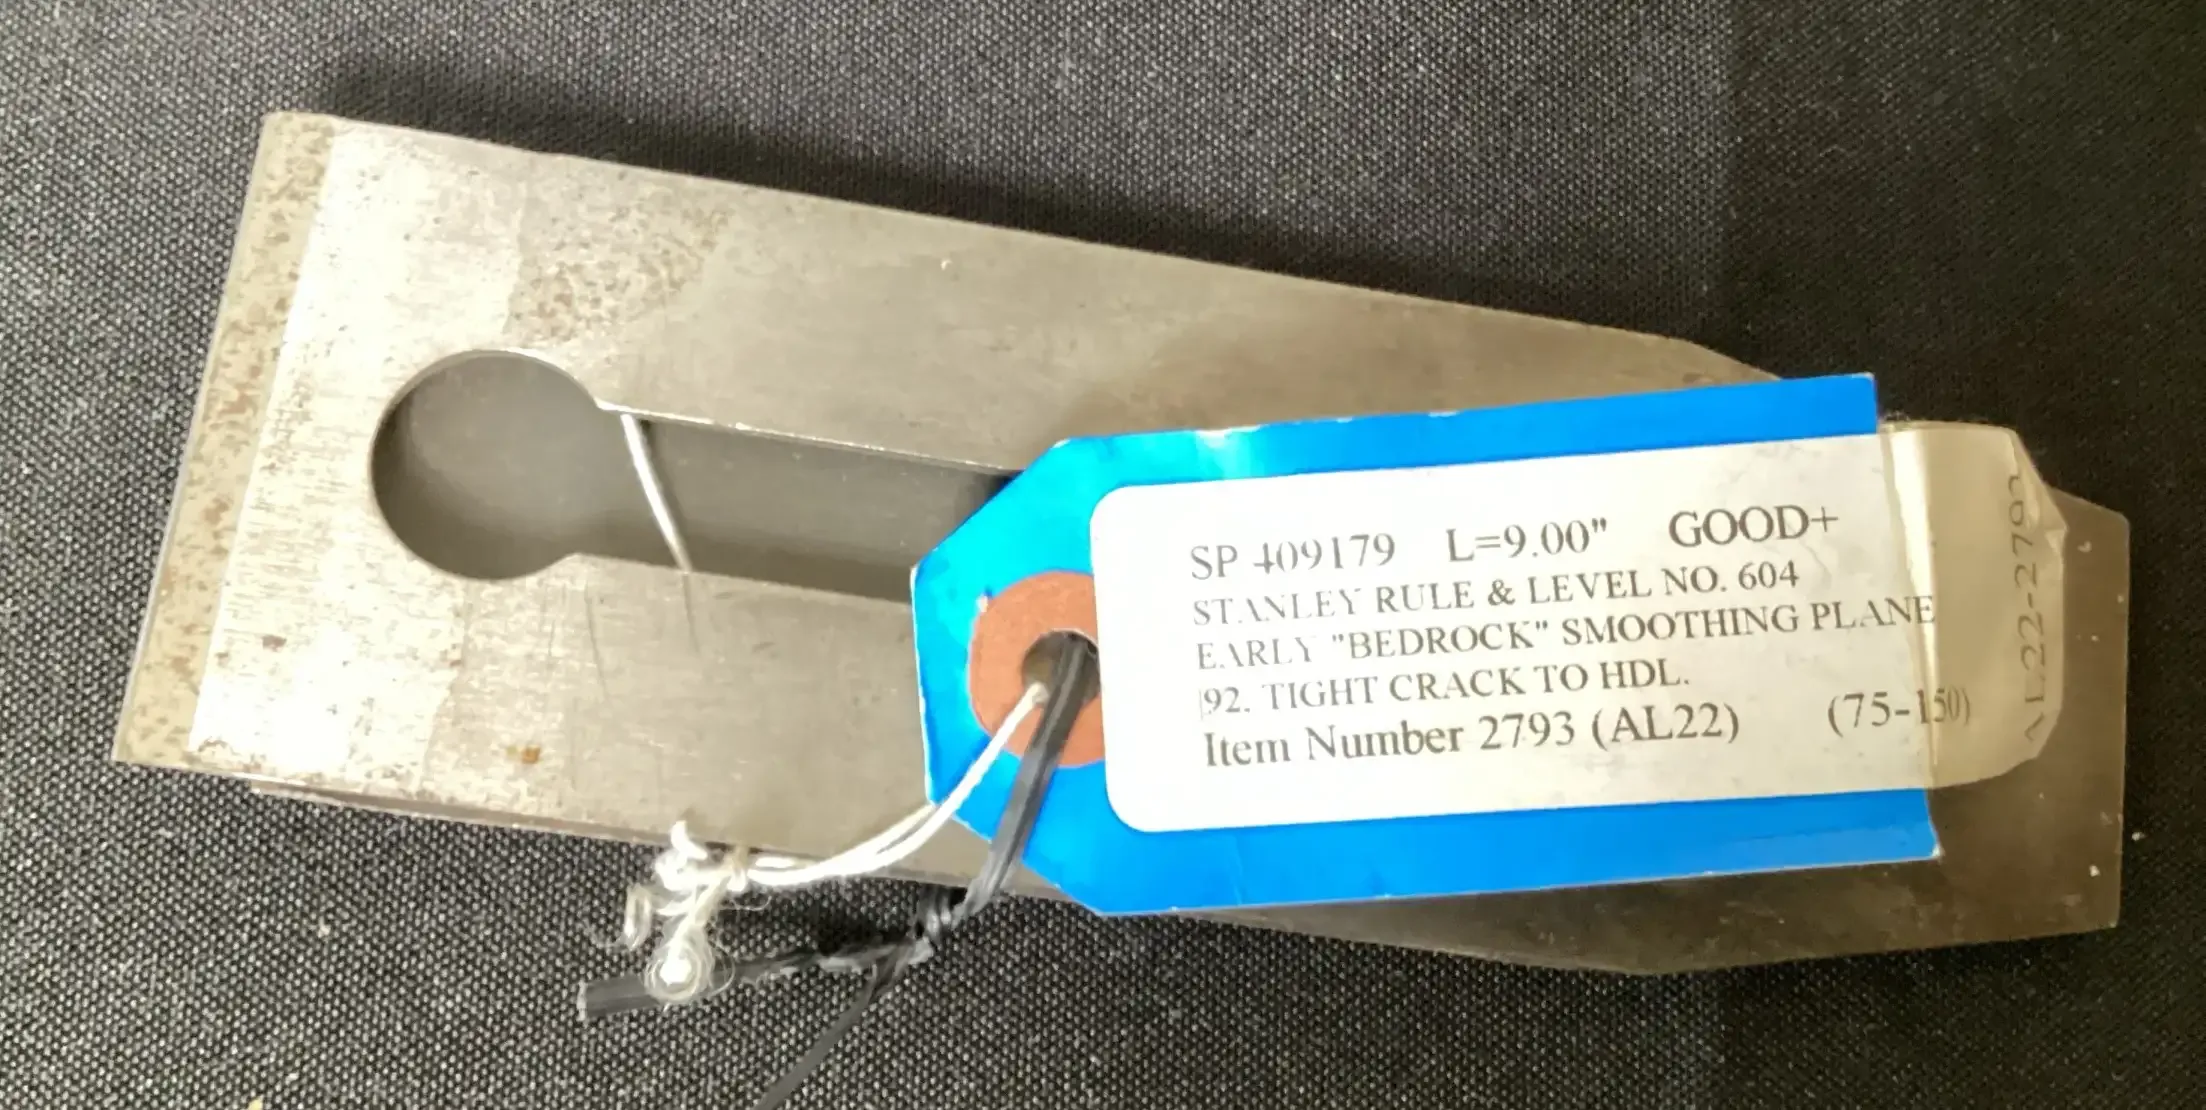 SP 409179 L=9.00" GOOD+
STANLEY RULE & LEVEL NO. 604
EARLY "BEDROCK" SMOOTHING PLANE
192. TIGHT CRACK TO HDL.
Item Number 2793 (AL22) (75-150)
AL22-2793